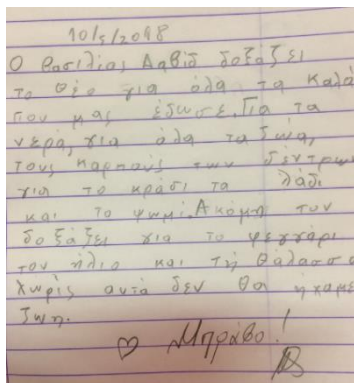 10/5/2018
Ο Βασιλιάς Δαβίδ δοξάζει
το θεό για όλα τα καλά
που μας έδωσε. Για τα
νερά, για όλα τα ζώα,
τους καρπούς των δέντρων
για το κρασί τα λάδι
και το ψωμί. Ακόμη τον
δοξάζει για το φεγγάρι
τον ήλιο και τη θάλασσα
χωρίς αυτά δεν θα ήχαμε
ζωη.
♡ Μπράβο!